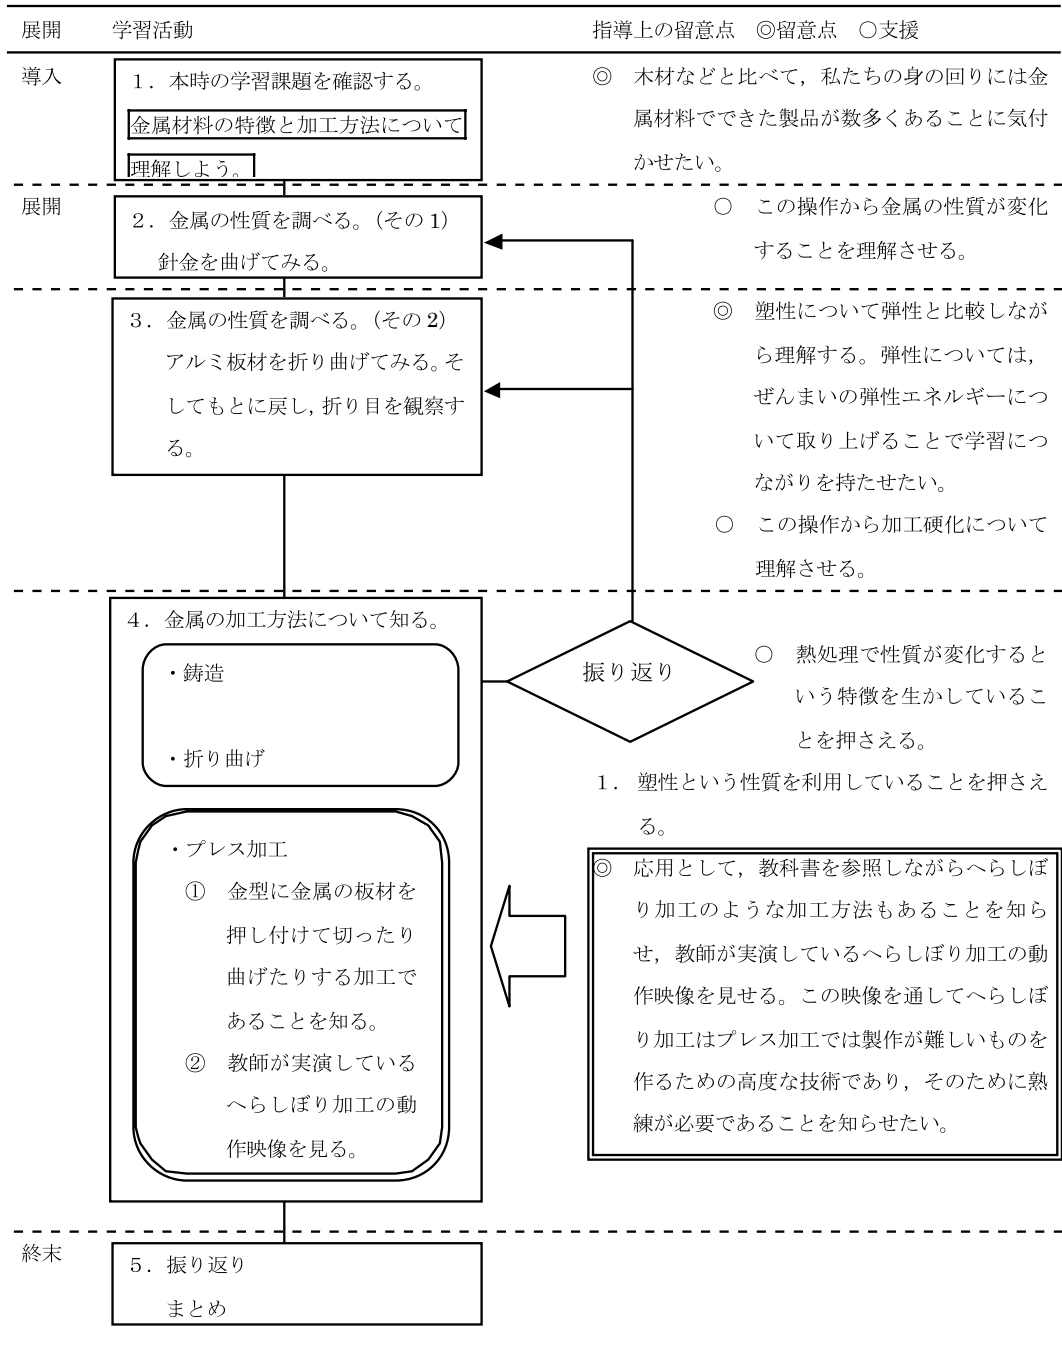 展開　学習活動　指導上の留意点　◎留意点　○支援
導入
１．本時の学習課題を確認する。
金属材料の特徴と加工方法について
理解しよう。
◎　木材などと比べて，私たちの身の回りには金
属材料でできた製品が数多くあることに気付
かせたい。
展開
２．金属の性質を調べる。（その 1）
針金を曲げてみる。
○　この操作から金属の性質が変化
することを理解させる。
３．金属の性質を調べる。（その 2）
アルミ板材を折り曲げてみる。そ
してもとに戻し，折り目を観察す
る。
◎　塑性について弾性と比較しなが
ら理解する。弾性については，
ぜんまいの弾性エネルギーにつ
いて取り上げることで学習につ
ながりを持たせたい。
○　この操作から加工硬化について
理解させる。
４．金属の加工方法について知る。
・鋳造
・折り曲げ
振り返り
○　熱処理で性質が変化すると
いう特徴を生かしているこ
とを押さえる。
１．塑性という性質を利用していることを押さえ
る。
・プレス加工
①　金型に金属の板材を
押し付けて切ったり
曲げたりする加工で
あることを知る。
②　教師が実演している
へらしぼり加工の動
作映像を見る。
◎　応用として，教科書を参照しながらへらしぼ
り加工のような加工方法もあることを知ら
せ，教師が実演しているへらしぼり加工の動
作映像を見せる。この映像を通してへらしぼ
り加工はプレス加工では製作が難しいものを
作るための高度な技術であり，そのために熟
練が必要であることを知らせたい。
終末
５．振り返り
まとめ